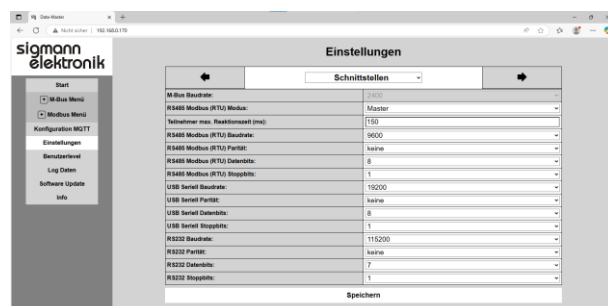 Data-Master
Nicht sicher | 192.168.0.170
sigmann
elektronik
Start
M-Bus Menü
Modbus Menü
Konfiguration MQTT
Einstellungen
Benutzerlevel
Log Daten
Software Update
Info
Einstellungen
Schnittstellen
M-Bus Baudrate: 2400
RS485 Modbus (RTU) Modus: Master
Teilnehmer max. Reaktionszeit (ms): 150
RS485 Modbus (RTU) Baudrate: 9600
RS485 Modbus (RTU) Parität: keine
RS485 Modbus (RTU) Datenbits: 8
RS485 Modbus (RTU) Stoppbits: 1
USB Seriell Baudrate: 19200
USB Seriell Parität: keine
USB Seriell Datenbits: 8
USB Seriell Stoppbits: 1
RS232 Baudrate: 115200
RS232 Parität: keine
RS232 Datenbits: 7
RS232 Stoppbits: 1
Speichern